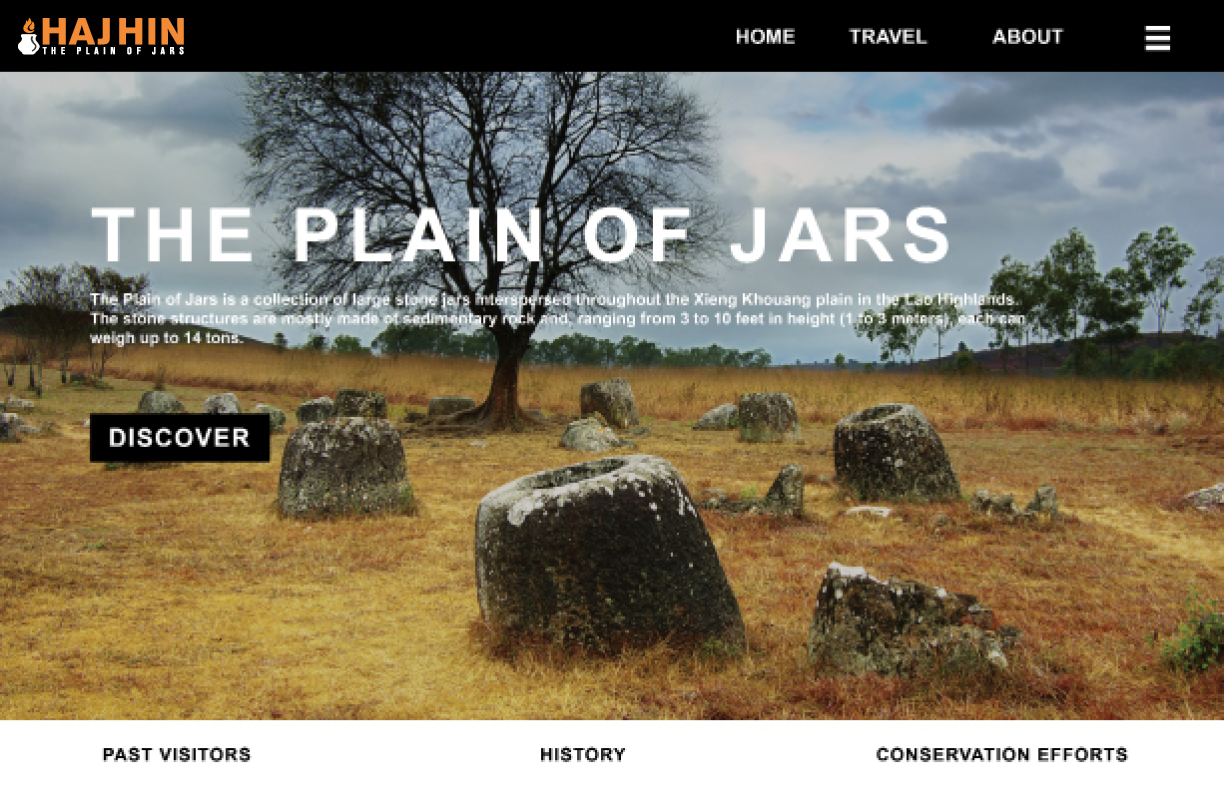 HAJ HIN
THE PLAIN OF JARS
HOME TRAVEL ABOUT
THE PLAIN OF JARS
The Plain of Jars is a collection of large stone jars interspersed throughout the Xieng Khouang plain in the Lao Highlands.
The stone structures are mostly made of sedimentary rock and, ranging from 3 to 10 feet in height (1 to 3 meters), each can
weigh up to 14 tons.
DISCOVER
PAST VISITORS HISTORY CONSERVATION EFFORTS